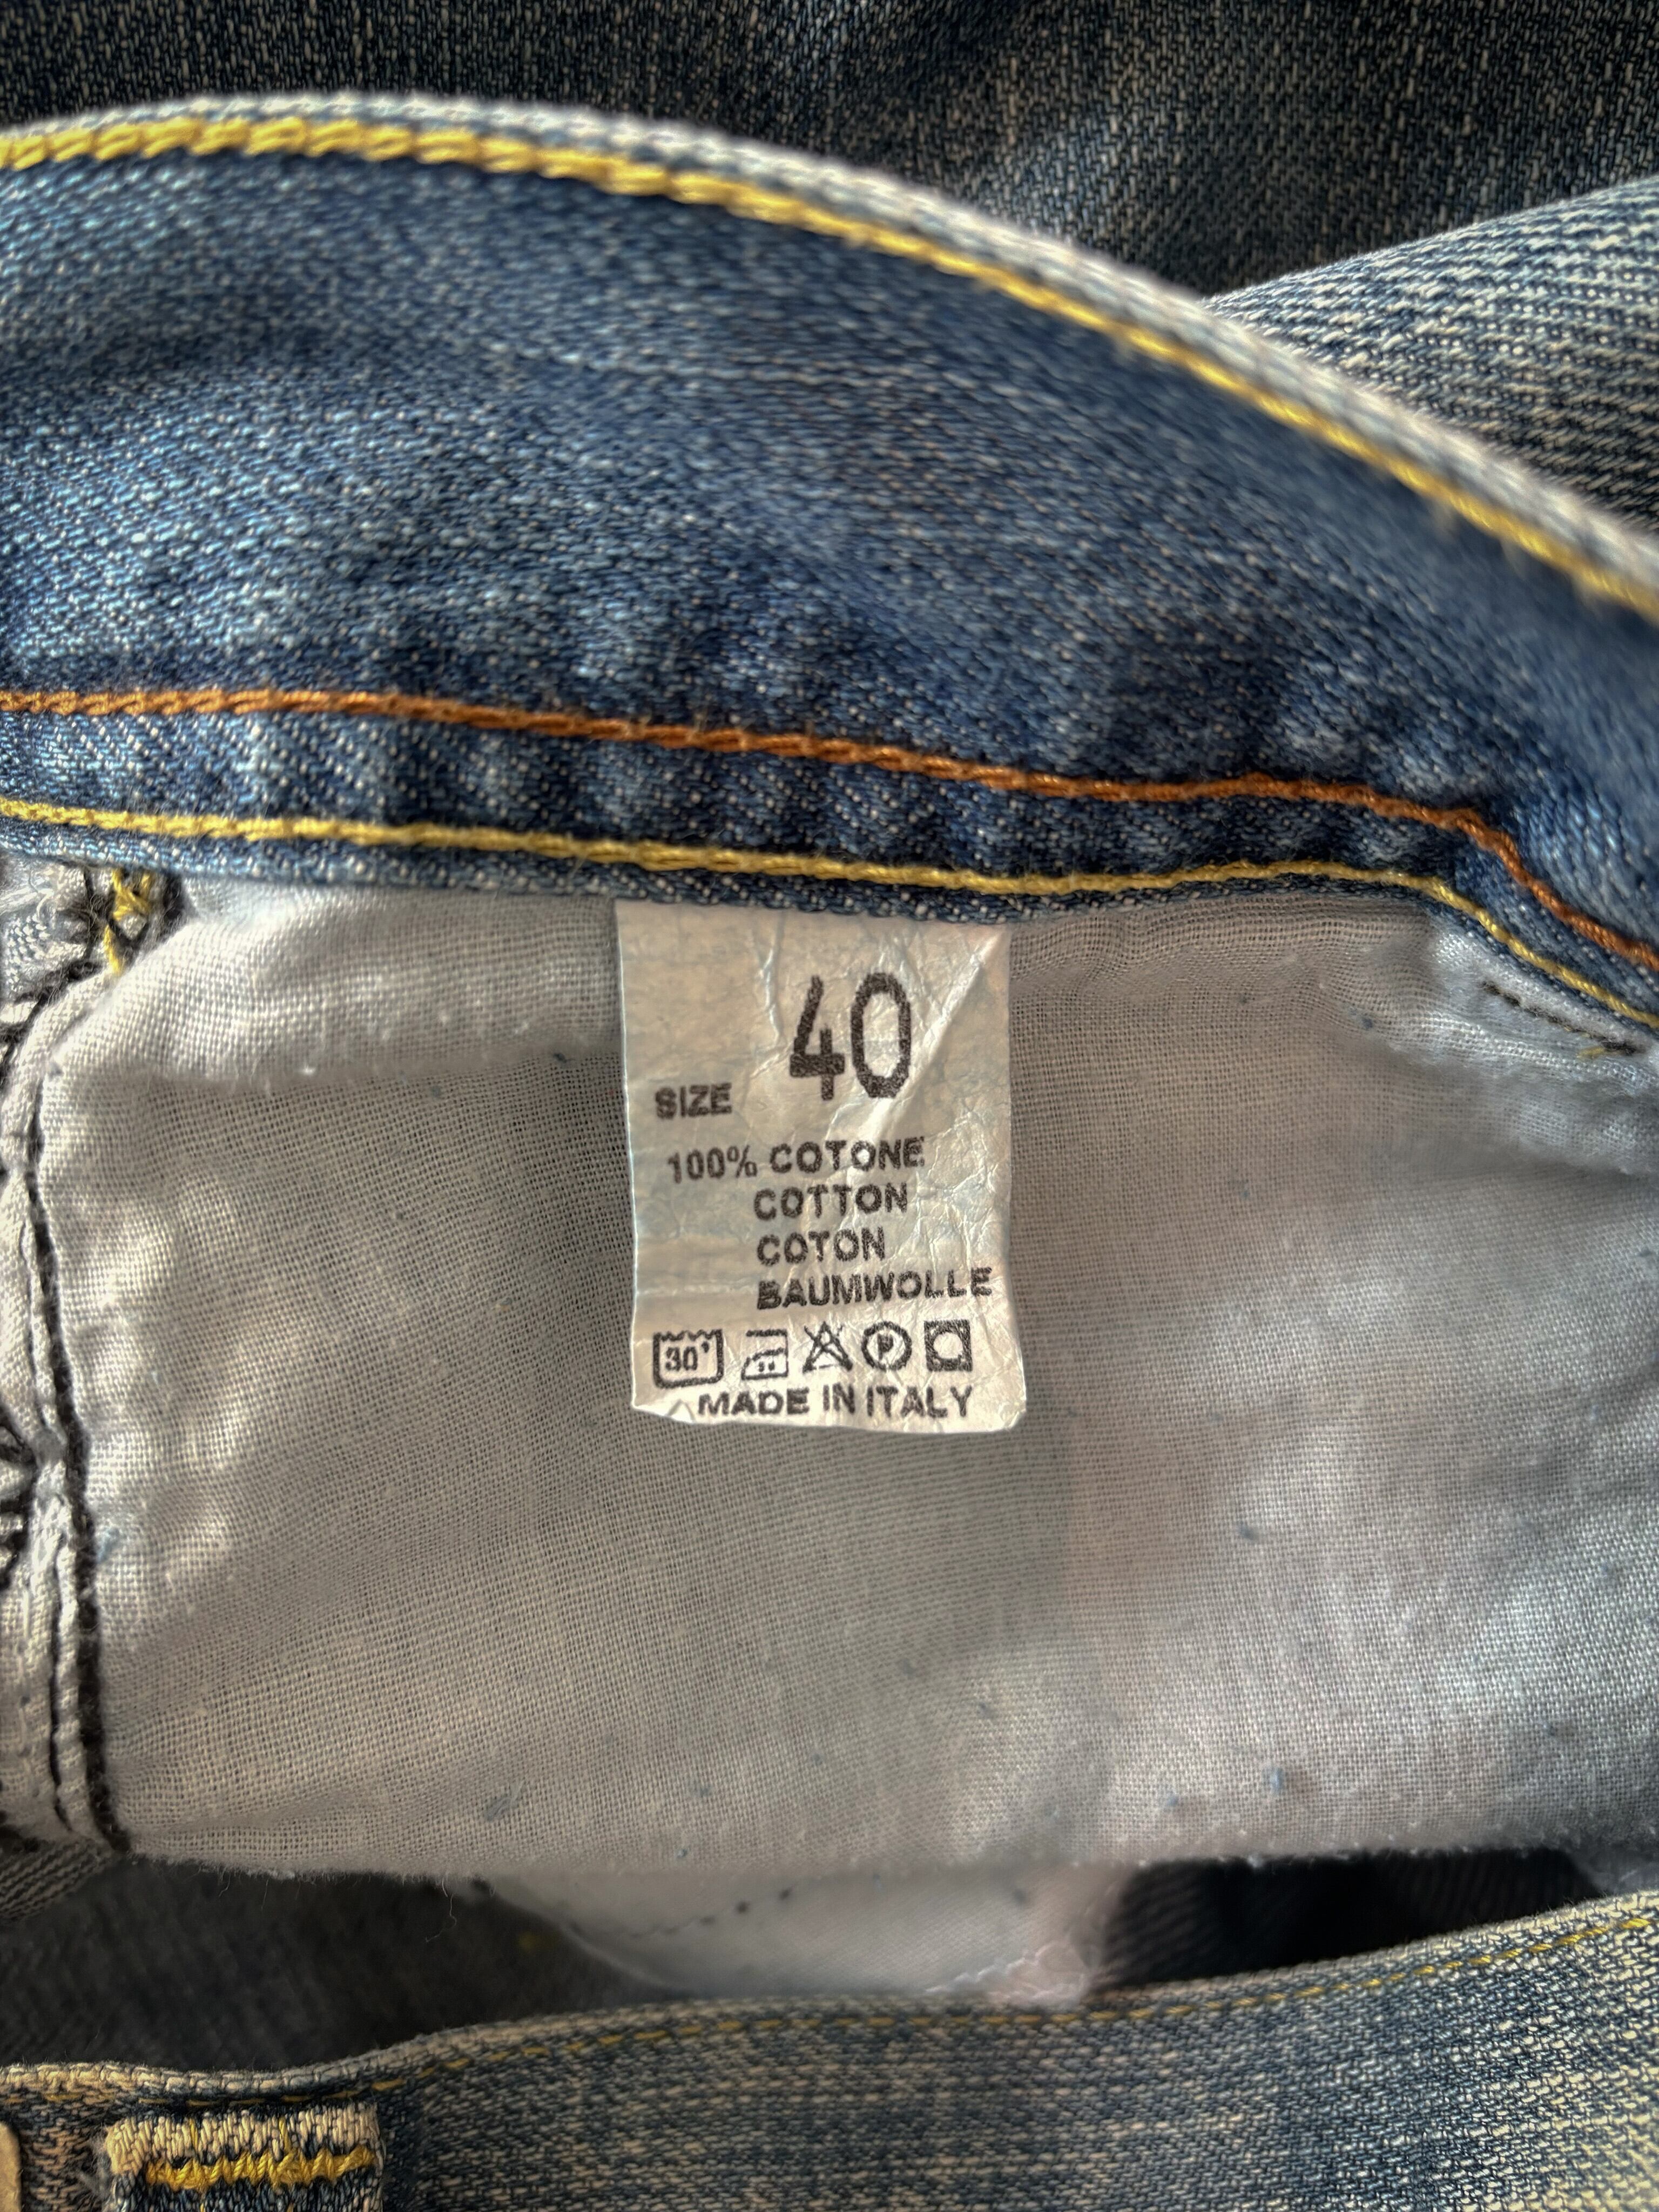 40
SIZE
100% COTONE
COTTON
COTON
BAUMWOLLE
30° P
MADE IN ITALY